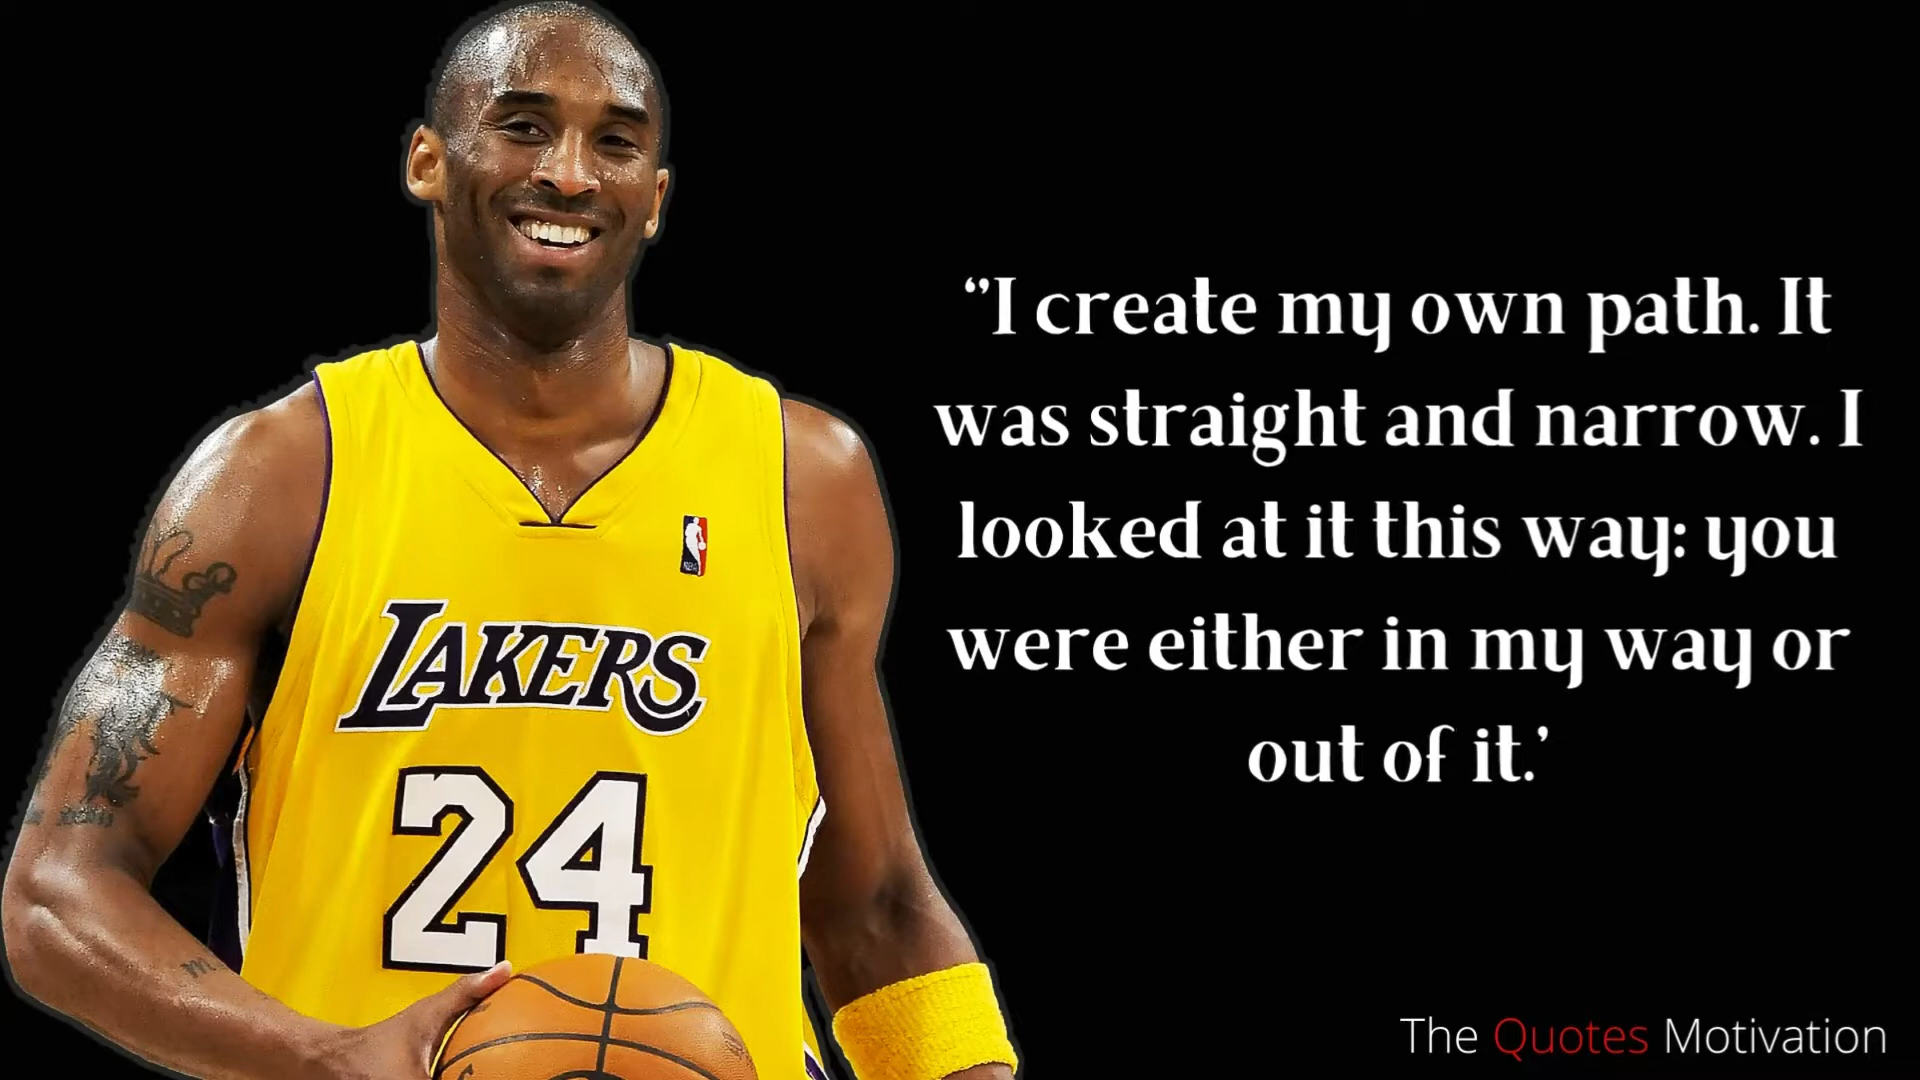 “I create my own path. It
was straight and narrow. I
looked at it this way: you
were either in my way or
out of it.’
LAKERS
24
The Quotes Motivation